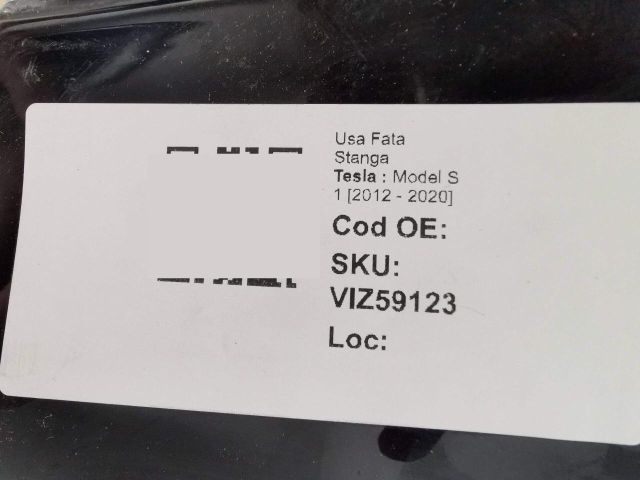 Usa Fata
Stanga
Tesla : Model S
1 [2012 - 2020]
Cod OE:
SKU:
VIZ59123
Loc: